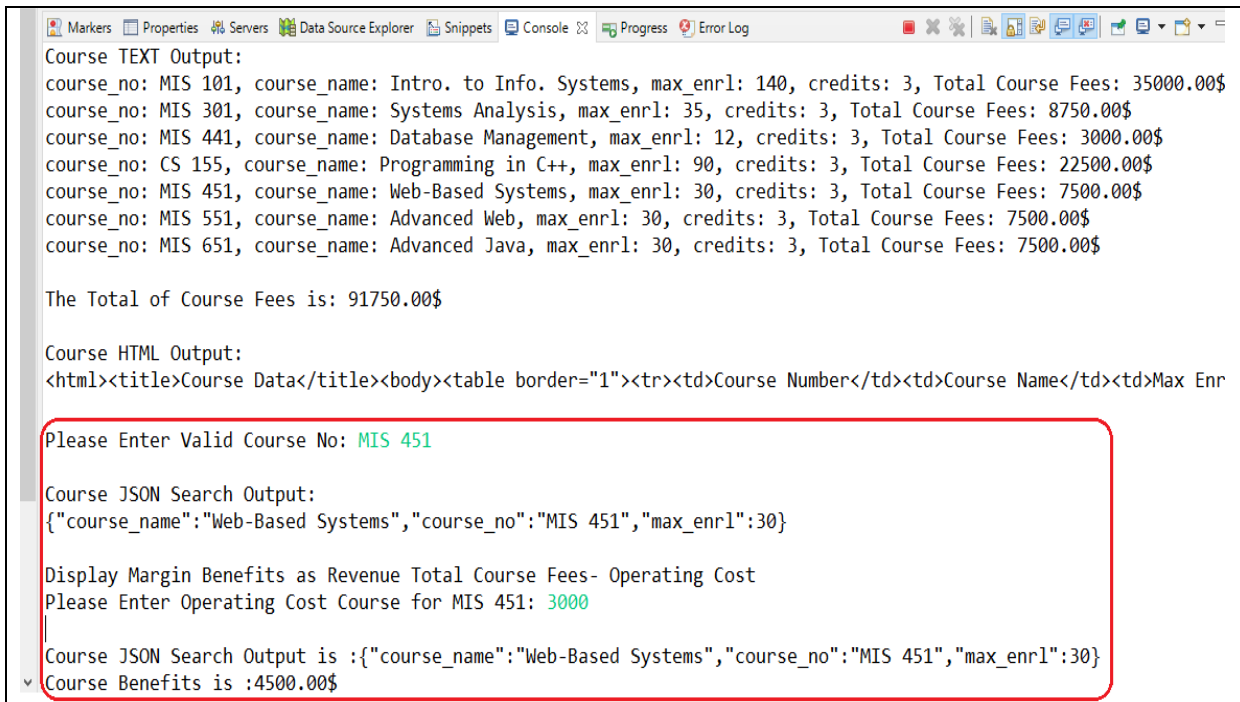 Markers Properties Servers Data Source Explorer Snippets Console Progress Error Log
Course TEXT Output:
course_no: MIS 101, course_name: Intro. to Info. Systems, max_enrl: 140, credits: 3, Total Course Fees: 35000.00$
course_no: MIS 301, course_name: Systems Analysis, max_enrl: 35, credits: 3, Total Course Fees: 8750.00$
course_no: MIS 441, course_name: Database Management, max_enrl: 12, credits: 3, Total Course Fees: 3000.00$
course_no: CS 155, course_name: Programming in C++, max_enrl: 90, credits: 3, Total Course Fees: 22500.00$
course_no: MIS 451, course_name: Web-Based Systems, max_enrl: 30, credits: 3, Total Course Fees: 7500.00$
course_no: MIS 551, course_name: Advanced Web, max_enrl: 30, credits: 3, Total Course Fees: 7500.00$
course_no: MIS 651, course_name: Advanced Java, max_enrl: 30, credits: 3, Total Course Fees: 7500.00$
The Total of Course Fees is: 91750.00$
Course HTML Output:
<html><title>Course Data</title><body><table border="1"><tr><td>Course Number</td><td>Course Name</td><td>Max Enr
Please Enter Valid Course No: MIS 451
Course JSON Search Output:
{"course_name":"Web-Based Systems","course_no":"MIS 451","max_enrl":30}
Display Margin Benefits as Revenue Total Course Fees- Operating Cost
Please Enter Operating Cost Course for MIS 451: 3000
Course JSON Search Output is :{"course_name":"Web-Based Systems","course_no":"MIS 451","max_enrl":30}
Course Benefits is :4500.00$